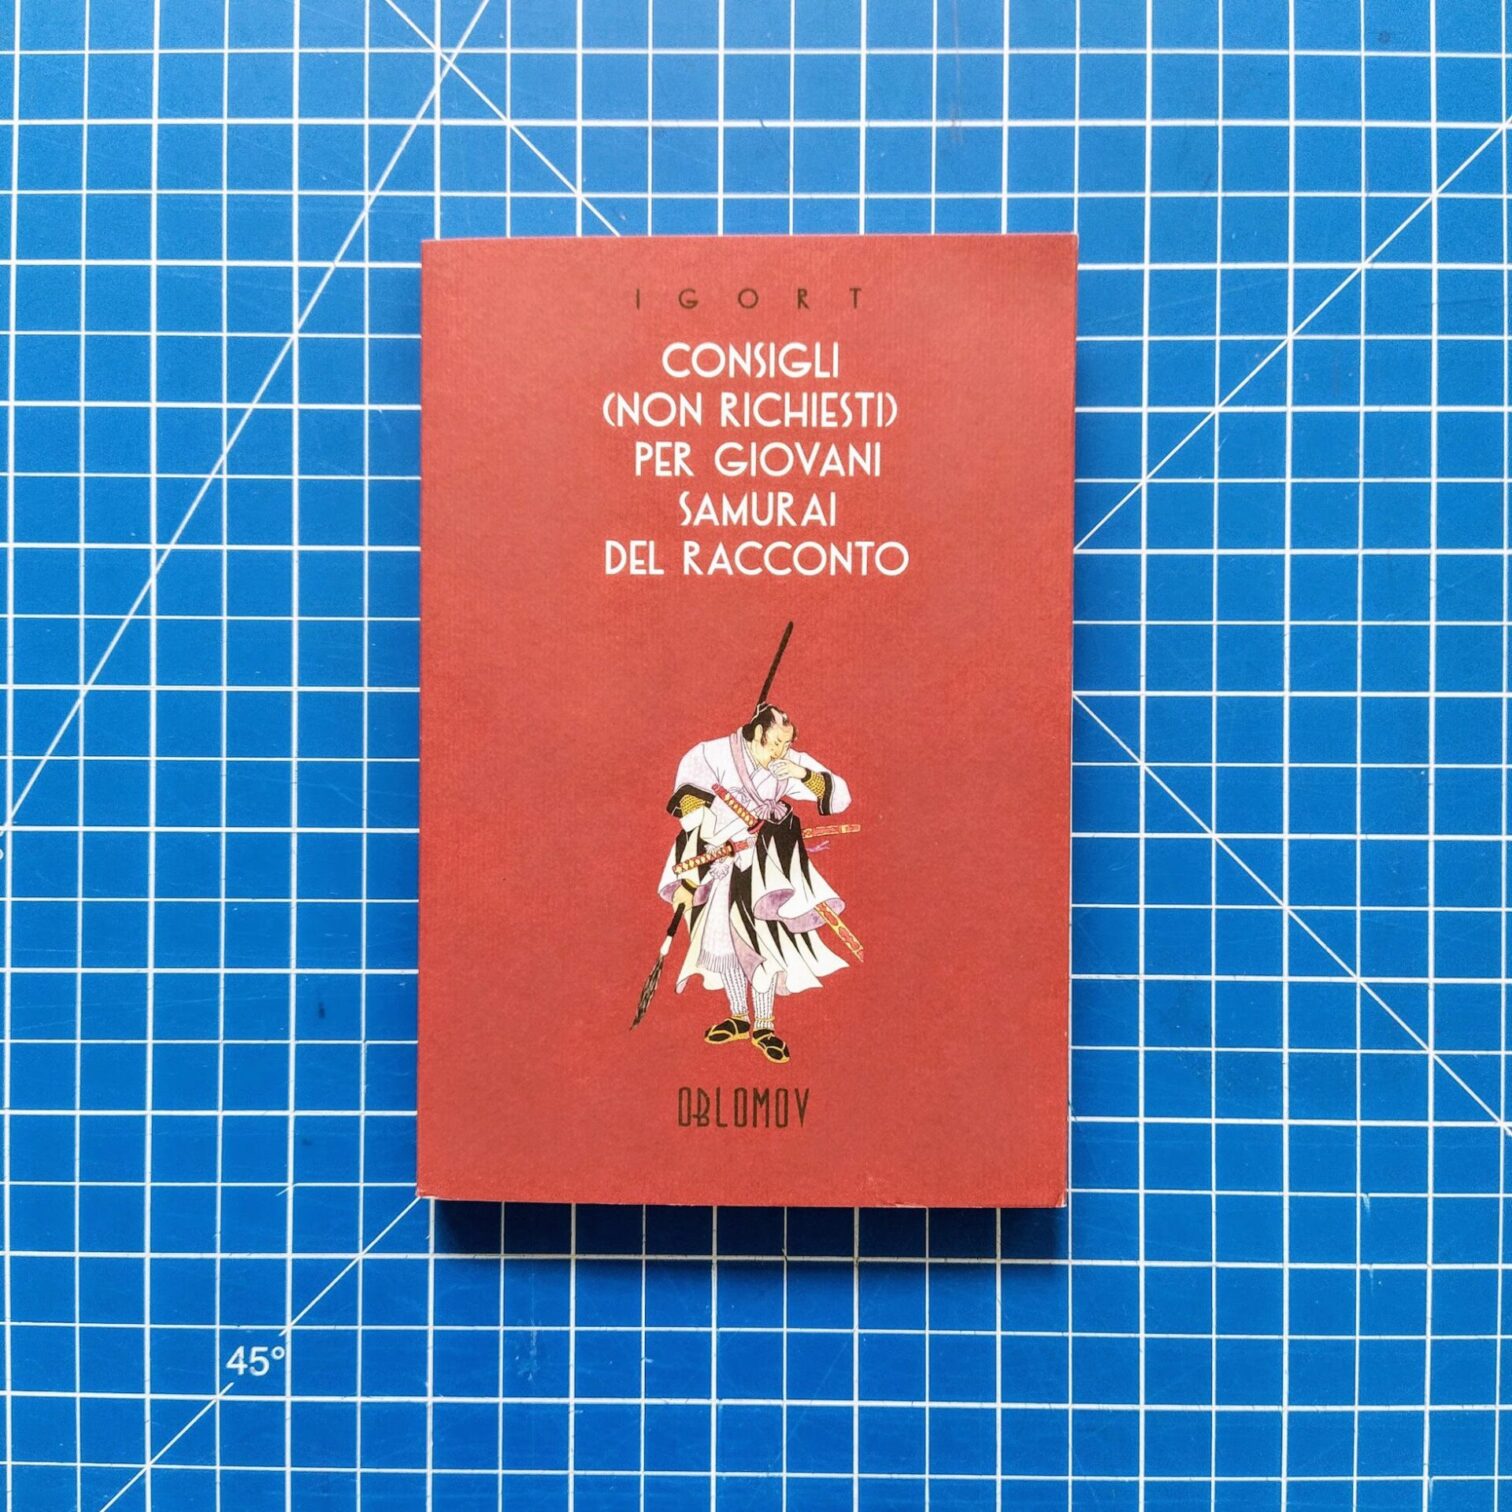 IGORT
CONSIGLI
(NON RICHIESTI)
PER GIOVANI
SAMURAI
DEL RACCONTO
OBLOMOV
45°